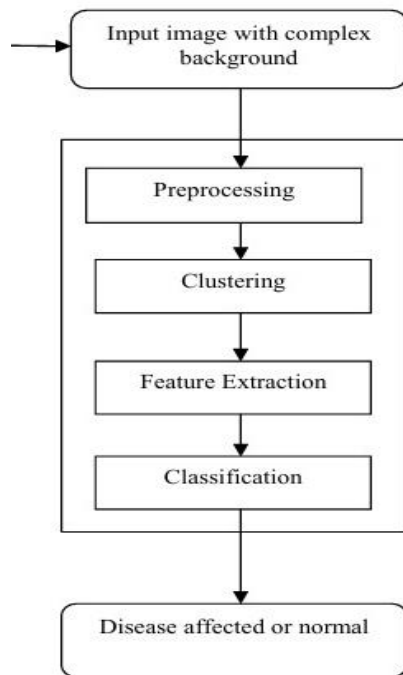 Input image with complex
background
Preprocessing
Clustering
Feature Extraction
Classification
Disease affected or normal